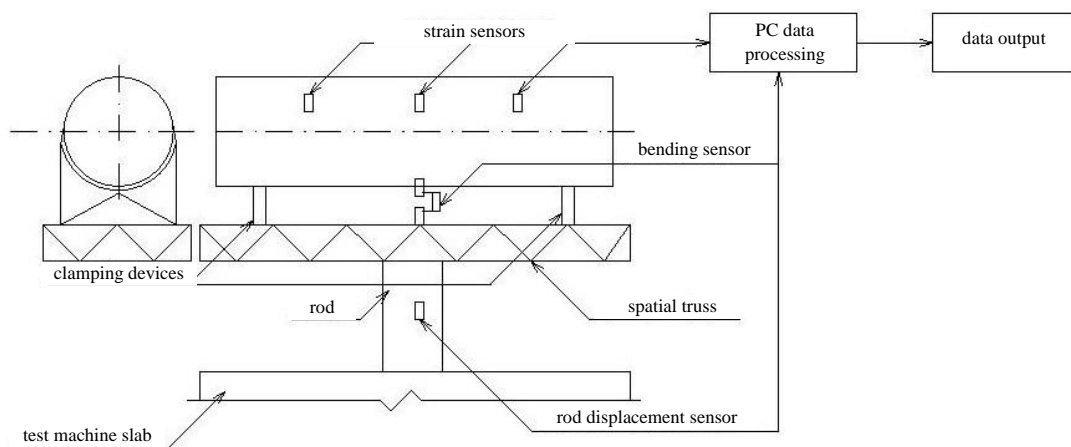 strain sensors
PC data
processing
data output
bending sensor
clamping devices
rod
spatial truss
rod displacement sensor
test machine slab